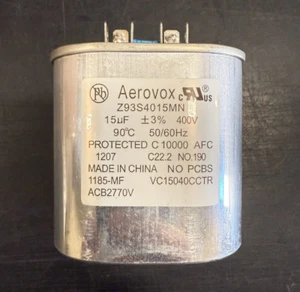 Aerovox
Z93S4015MN
15µF ±3% 400V
90°C 50/60Hz
PROTECTED C 10000 AFC
1207 C22.2 NO.190
MADE IN CHINA NO PCBS
1185-MF VC15040CCTR
ACB2770V